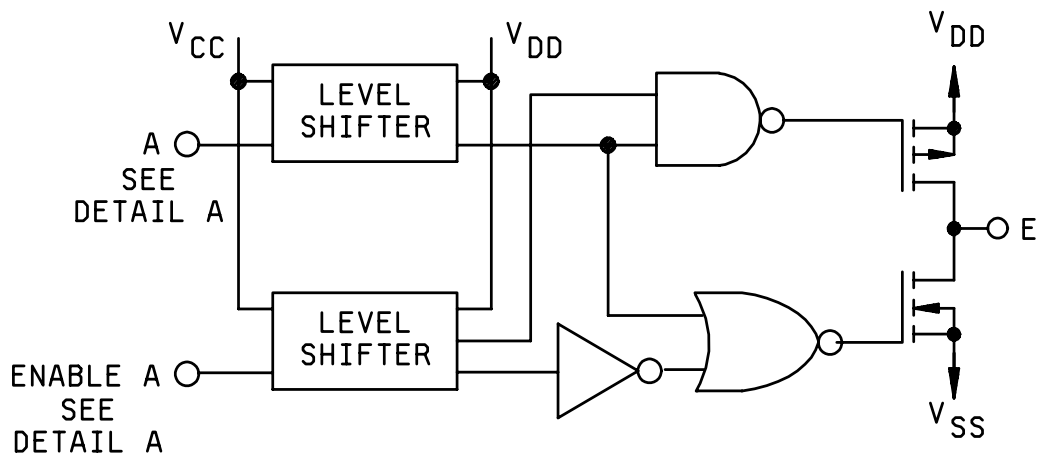 VCC
VDD
VDD
LEVEL
SHIFTER
A
SEE
DETAIL A
E
LEVEL
SHIFTER
ENABLE A
SEE
DETAIL A
VSS